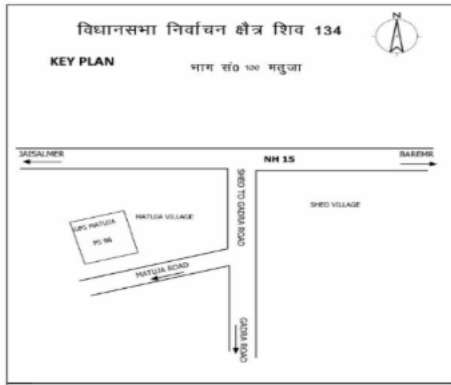 N
विधानसभा निर्वाचन क्षैत्र शिव 134
KEY PLAN
भाग सं0 100 मतुजा
JAISALMER
NH 15
BAREMR
SHEO TO GADRA ROAD
SHEO VILLAGE
MATUJA VILLAGE
GPS MATUJA
PS 96
MATUJA ROAD
GADRA ROAD